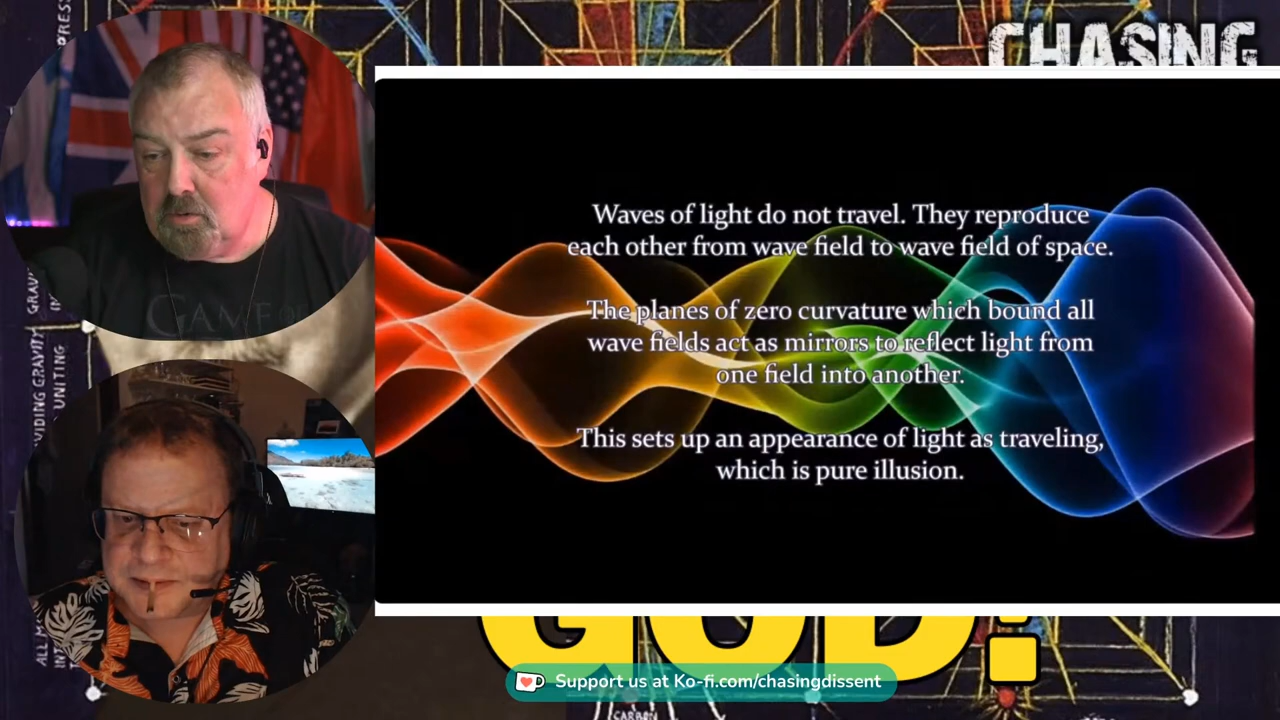 CHASING
Waves of light do not travel. They reproduce
each other from wave field to wave field of space.
The planes of zero curvature which bound all
wave fields act as mirrors to reflect light from
one field into another.
This sets up an appearance of light as traveling,
which is pure illusion.
GOD!
Support us at Ko-fi.com/chasingdissent
CARBON
GRAVITY
UNITING